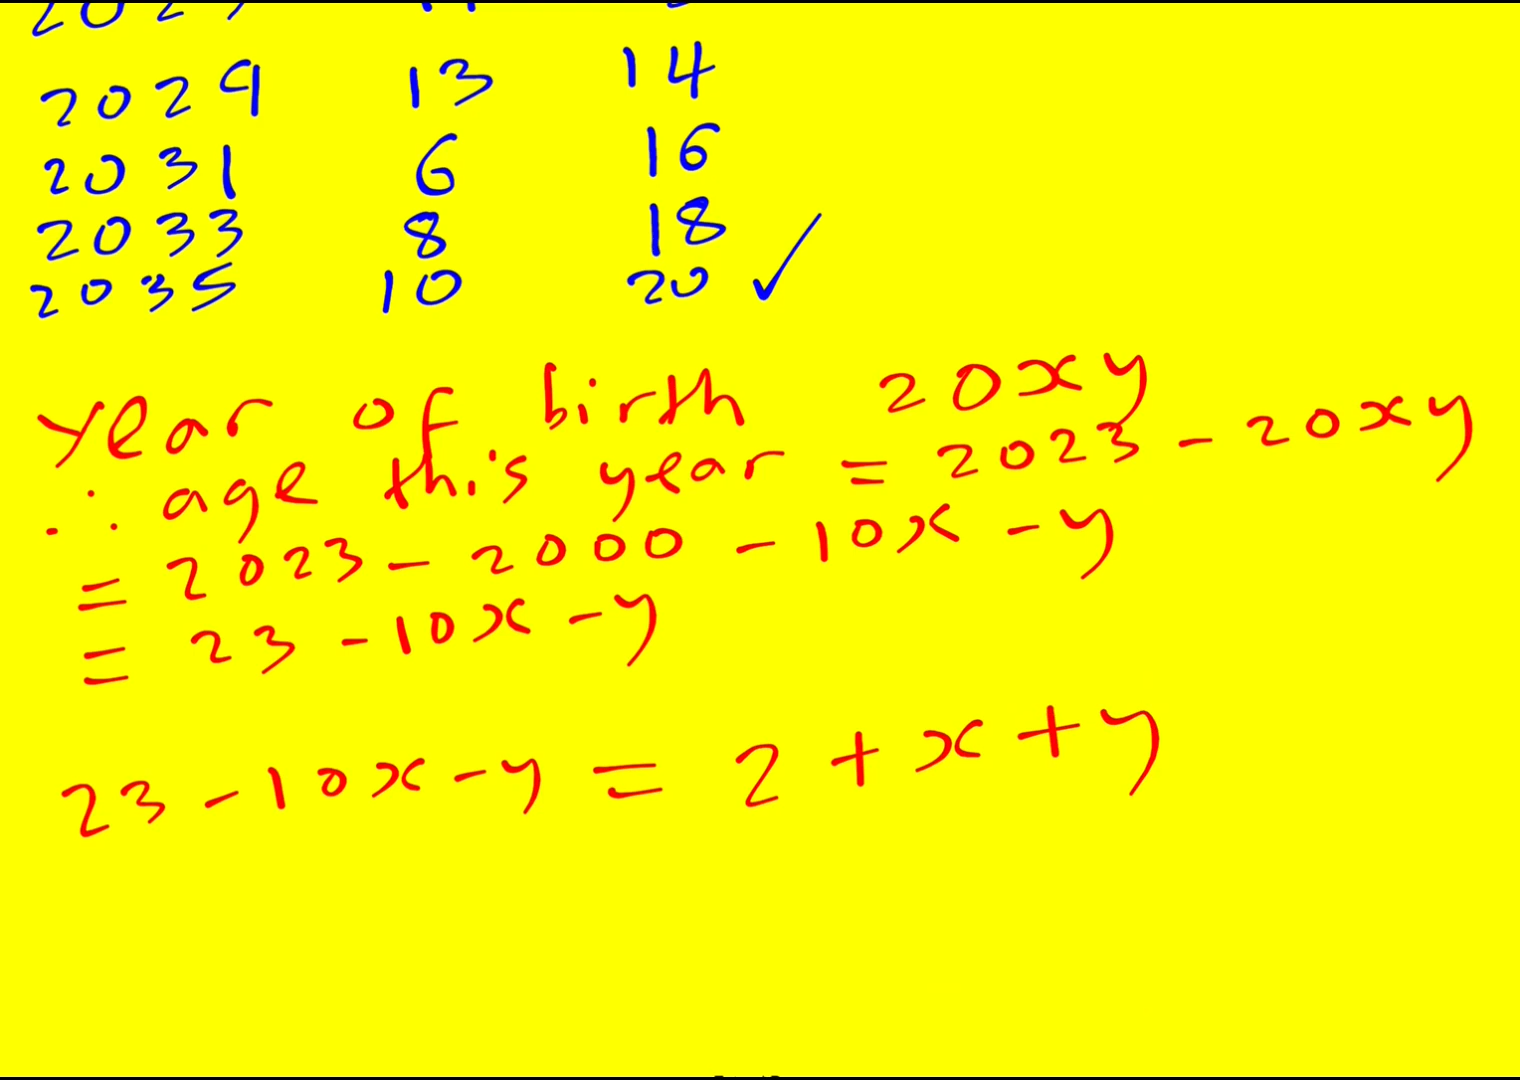 2029 13 14
2031 6 16
2033 8 18
2035 10 20 ✓
Year of birth 20xy
∴ age this year = 2023 - 20xy
= 2023 - 2000 - 10x - y
= 23 - 10x - y
23 - 10x - y = 2 + x + y